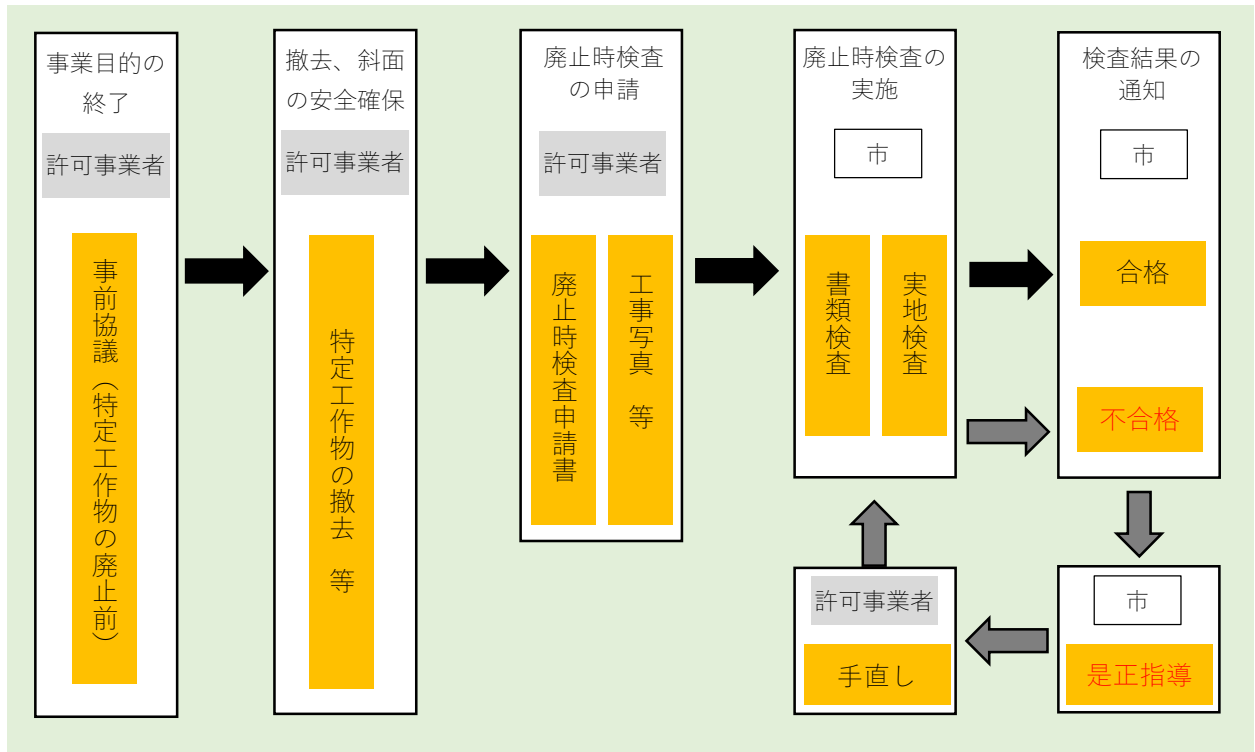 事業目的の
終了
許可事業者
事前協議（特定工作物の廃止前）
撤去、斜面
の安全確保
許可事業者
特定工作物の撤去　等
廃止時検査
の申請
許可事業者
廃止時検査申請書
工事写真　等
廃止時検査の
実施
市
書類検査
実地検査
検査結果の
通知
市
合格
不合格
市
是正指導
許可事業者
手直し